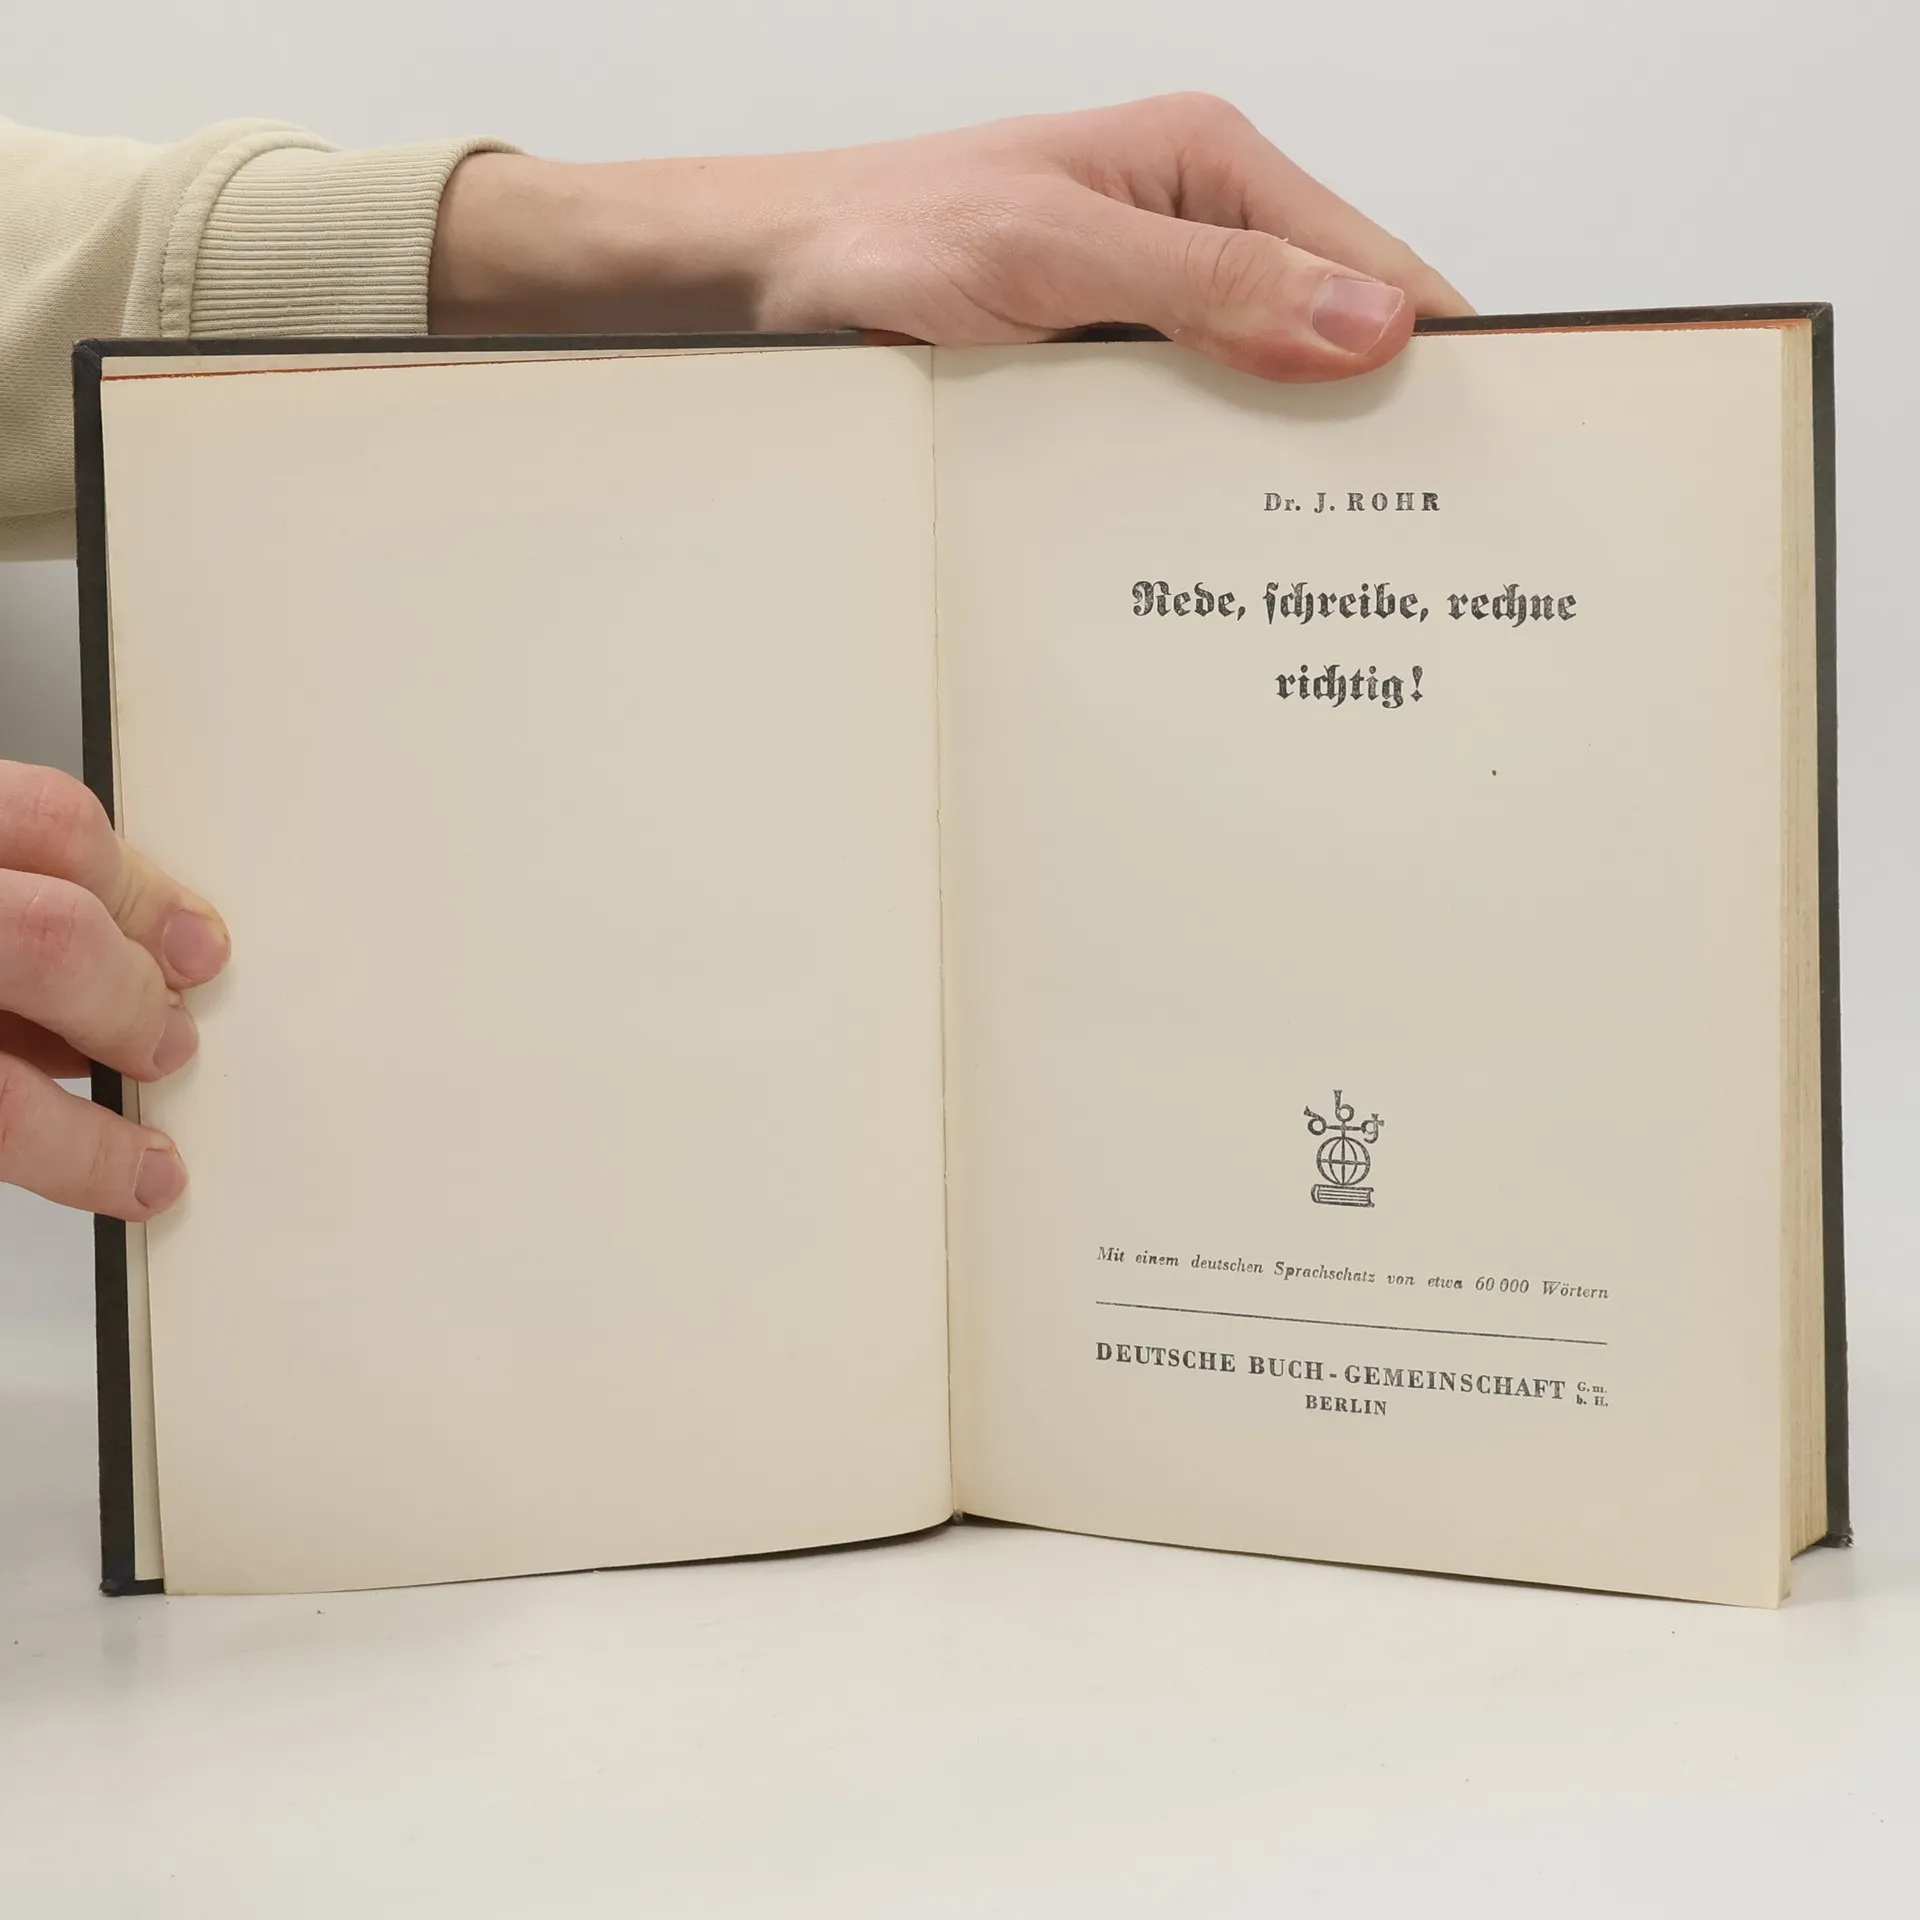 Dr. J. ROHR
Rede, ſchreibe, rechne
richtig!
dbg
Mit einem deutschen Sprachschatz von etwa 60 000 Wörtern
DEUTSCHE BUCH-GEMEINSCHAFT G.m.
b. H.
BERLIN